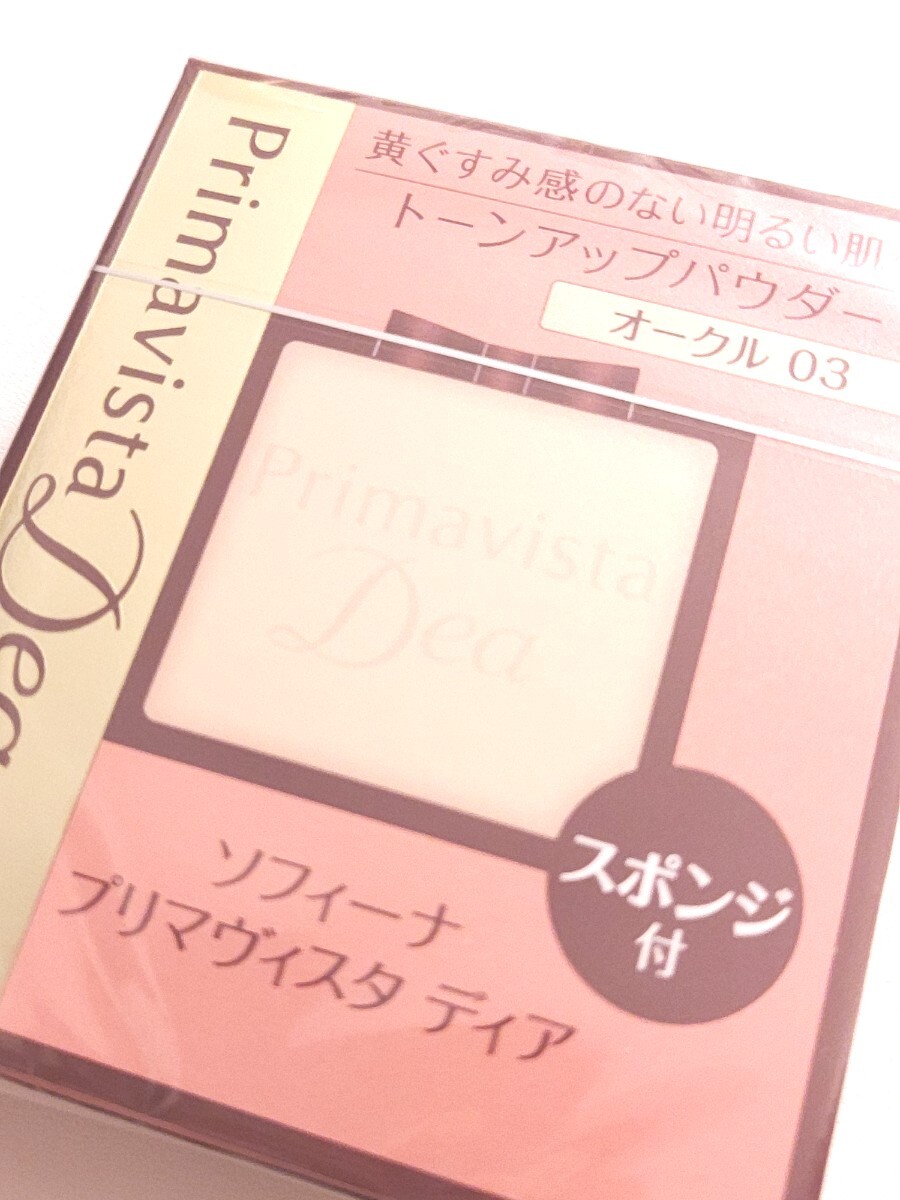 Primavista
Dea
黄ぐすみ感のない明るい肌
トーンアップパウダー
オークル 03
Primavista
Dea
スポンジ
付
ソフィーナ
プリマヴィスタ ディア